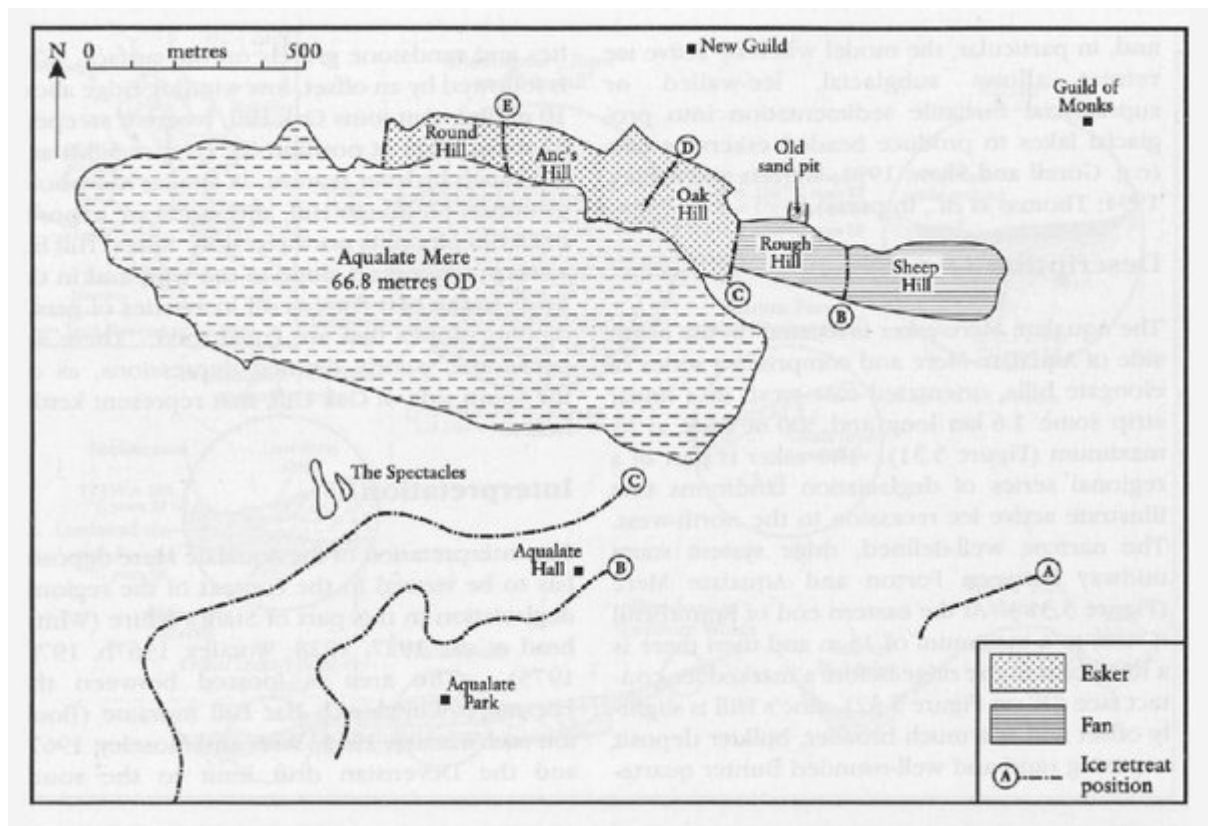 N 0 metres 500
New Guild
Guild of
Monks
E
Round
Hill
Anc's
Hill
D
Old
sand pit
Oak
Hill
Rough
Hill
Sheep
Hill
Aqualate Mere
66.8 metres OD
C
B
The Spectacles
C
Aqualate
Hall
B
A
Aqualate
Park
Esker
Fan
A Ice retreat
position